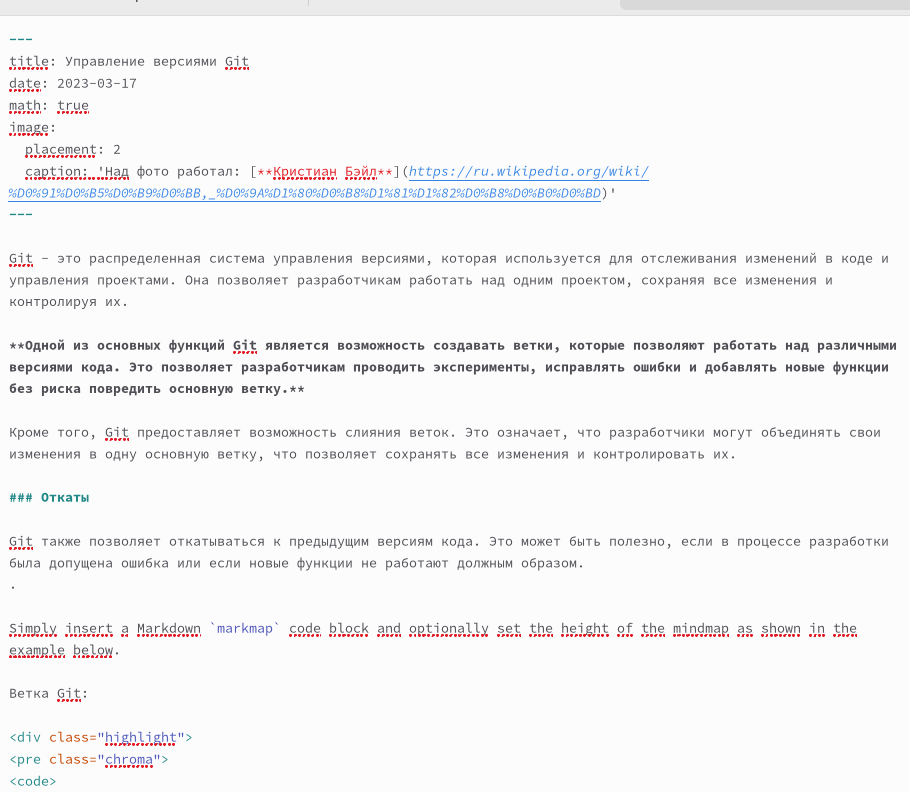 ---
title: Управление версиями Git
date: 2023-03-17
math: true
image:
  placement: 2
  caption: 'Над фото работал: [**Кристиан Бэйл**](https://ru.wikipedia.org/wiki/
%D0%91%D0%B5%D0%B9%D0%BB,_%D0%9A%D1%80%D0%B8%D1%81%D1%82%D0%B8%D0%B0%D0%BD)'
---
Git - это распределенная система управления версиями, которая используется для отслеживания изменений в коде и
управления проектами. Она позволяет разработчикам работать над одним проектом, сохраняя все изменения и
контролируя их.
**Одной из основных функций Git является возможность создавать ветки, которые позволяют работать над различными
версиями кода. Это позволяет разработчикам проводить эксперименты, исправлять ошибки и добавлять новые функции
без риска повредить основную ветку.**
Кроме того, Git предоставляет возможность слияния веток. Это означает, что разработчики могут объединять свои
изменения в одну основную ветку, что позволяет сохранять все изменения и контролировать их.
### Откаты
Git также позволяет откатываться к предыдущим версиям кода. Это может быть полезно, если в процессе разработки
была допущена ошибка или если новые функции не работают должным образом.
.
Simply insert a Markdown `markmap` code block and optionally set the height of the mindmap as shown in the
example below.
Ветка Git:
<div class="highlight">
<pre class="chroma">
<code>